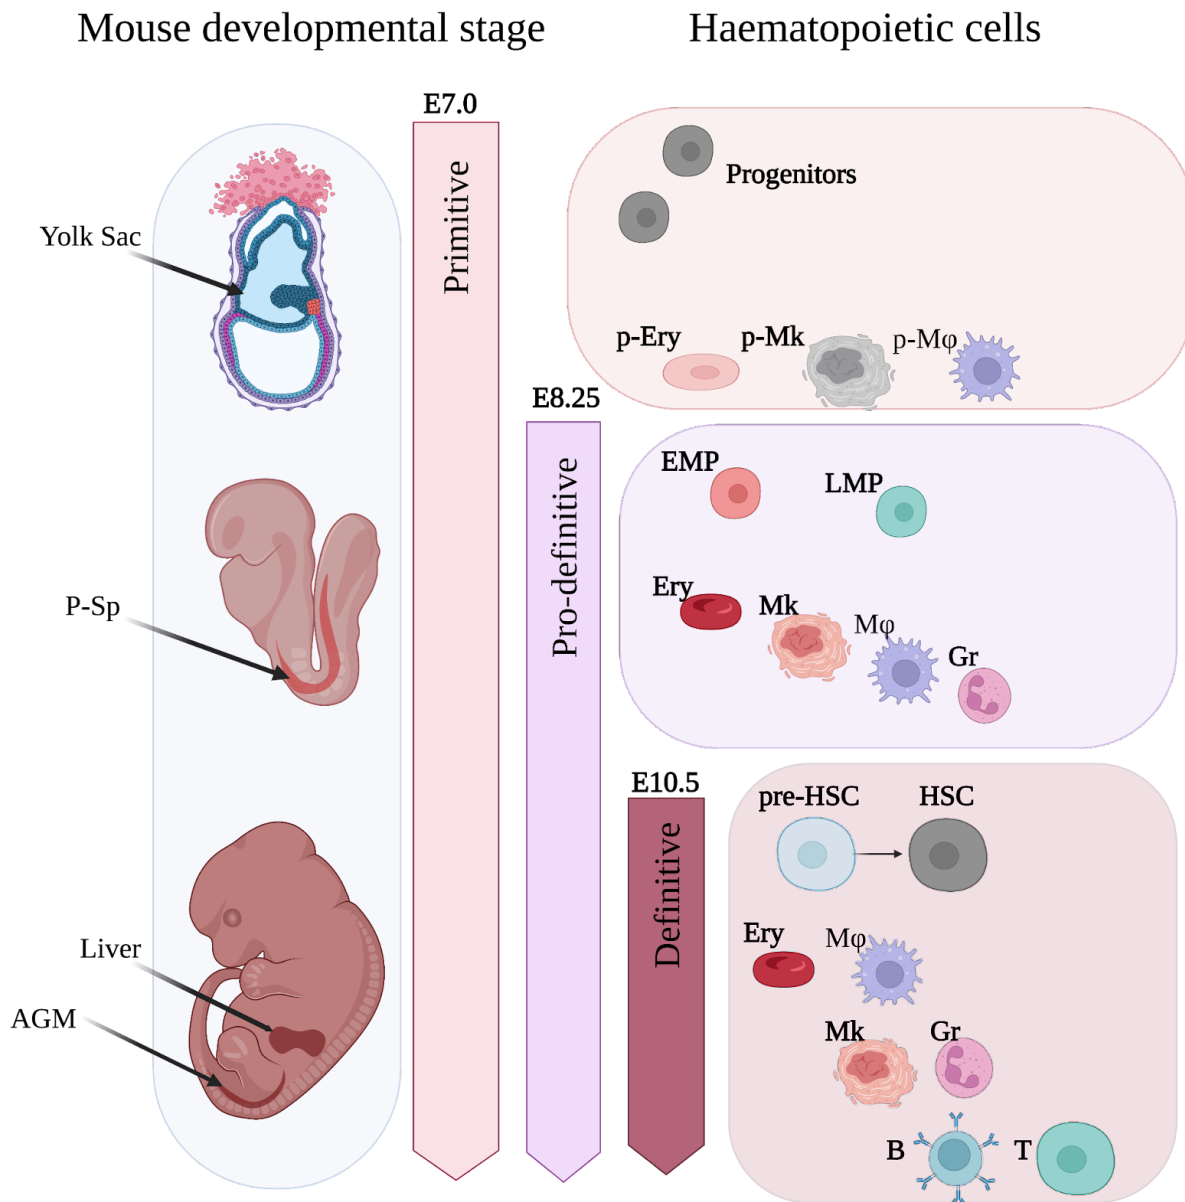 Mouse developmental stage
Haematopoietic cells
E7.0
Primitive
Yolk Sac
Progenitors
p-Ery
p-Mk
p-Mφ
E8.25
Pro-definitive
P-Sp
EMP
LMP
Ery
Mk
Mφ
Gr
E10.5
Definitive
Liver
AGM
pre-HSC
HSC
Ery
Mφ
Mk
Gr
B
T